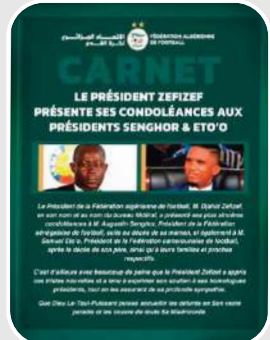 الاتحاد الجزائري
لكرة القدم
FÉDÉRATION ALGÉRIENNE
DE FOOTBALL
CARNET
LE PRÉSIDENT ZEFIZEF
PRÉSENTE SES CONDOLÉANCES AUX
PRÉSIDENTS SENGHOR & ETO'O
Le Président de la Fédération algérienne de football, M. Djahid Zefizef,
en son nom et au nom du bureau fédéral, a présenté ses plus sincères
condoléances à M. Augustin Senghor, Président de la Fédération
sénégalaise de football, suite au décès de sa maman, et également à M.
Samuel Eto'o, Président de la Fédération camerounaise de football,
après le décès de son père, ainsi qu'à leurs familles et proches
respectifs.
C'est d'ailleurs avec beaucoup de peine que le Président Zefizef a appris
ces tristes nouvelles et a tenu à exprimer son soutien à ses homologues
présidents, tout en les assurant de sa profonde sympathie.
Que Dieu Le Tout-Puissant puisse accueillir les défunts en Son vaste
paradis et les couvre de toute Sa Miséricorde.